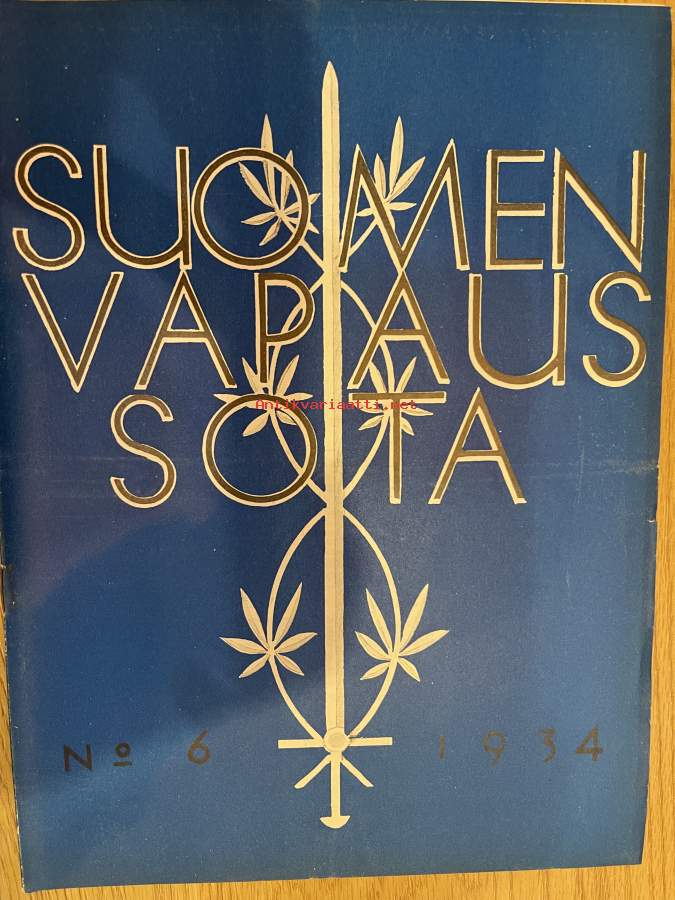 SUOMEN
VAPAUS
SOTA
Antikvariaatti.net
No 6 1934